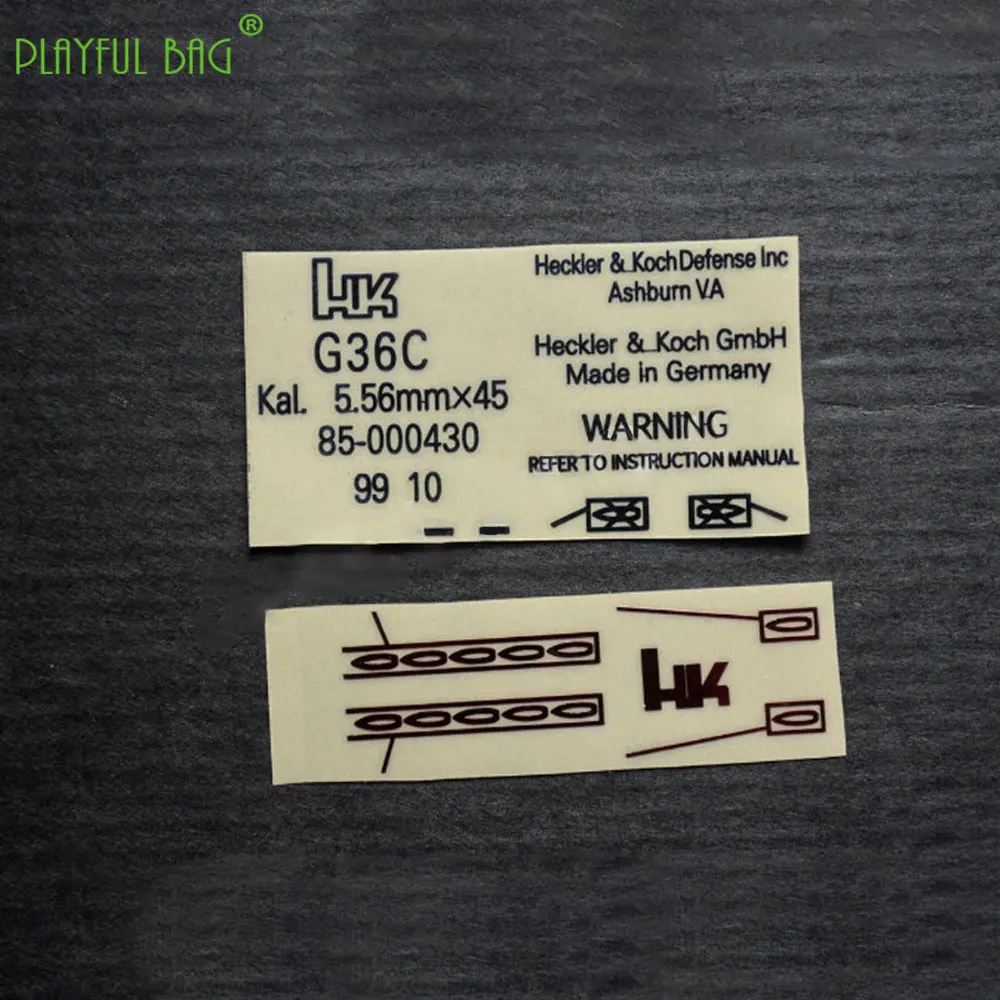 PLAYFUL BAG®
HK
G36C
Kal. 5.56mm×45
85-000430
99 10
Heckler & Koch Defense Inc
Ashburn VA
Heckler & Koch GmbH
Made in Germany
WARNING
REFER TO INSTRUCTION MANUAL
HK